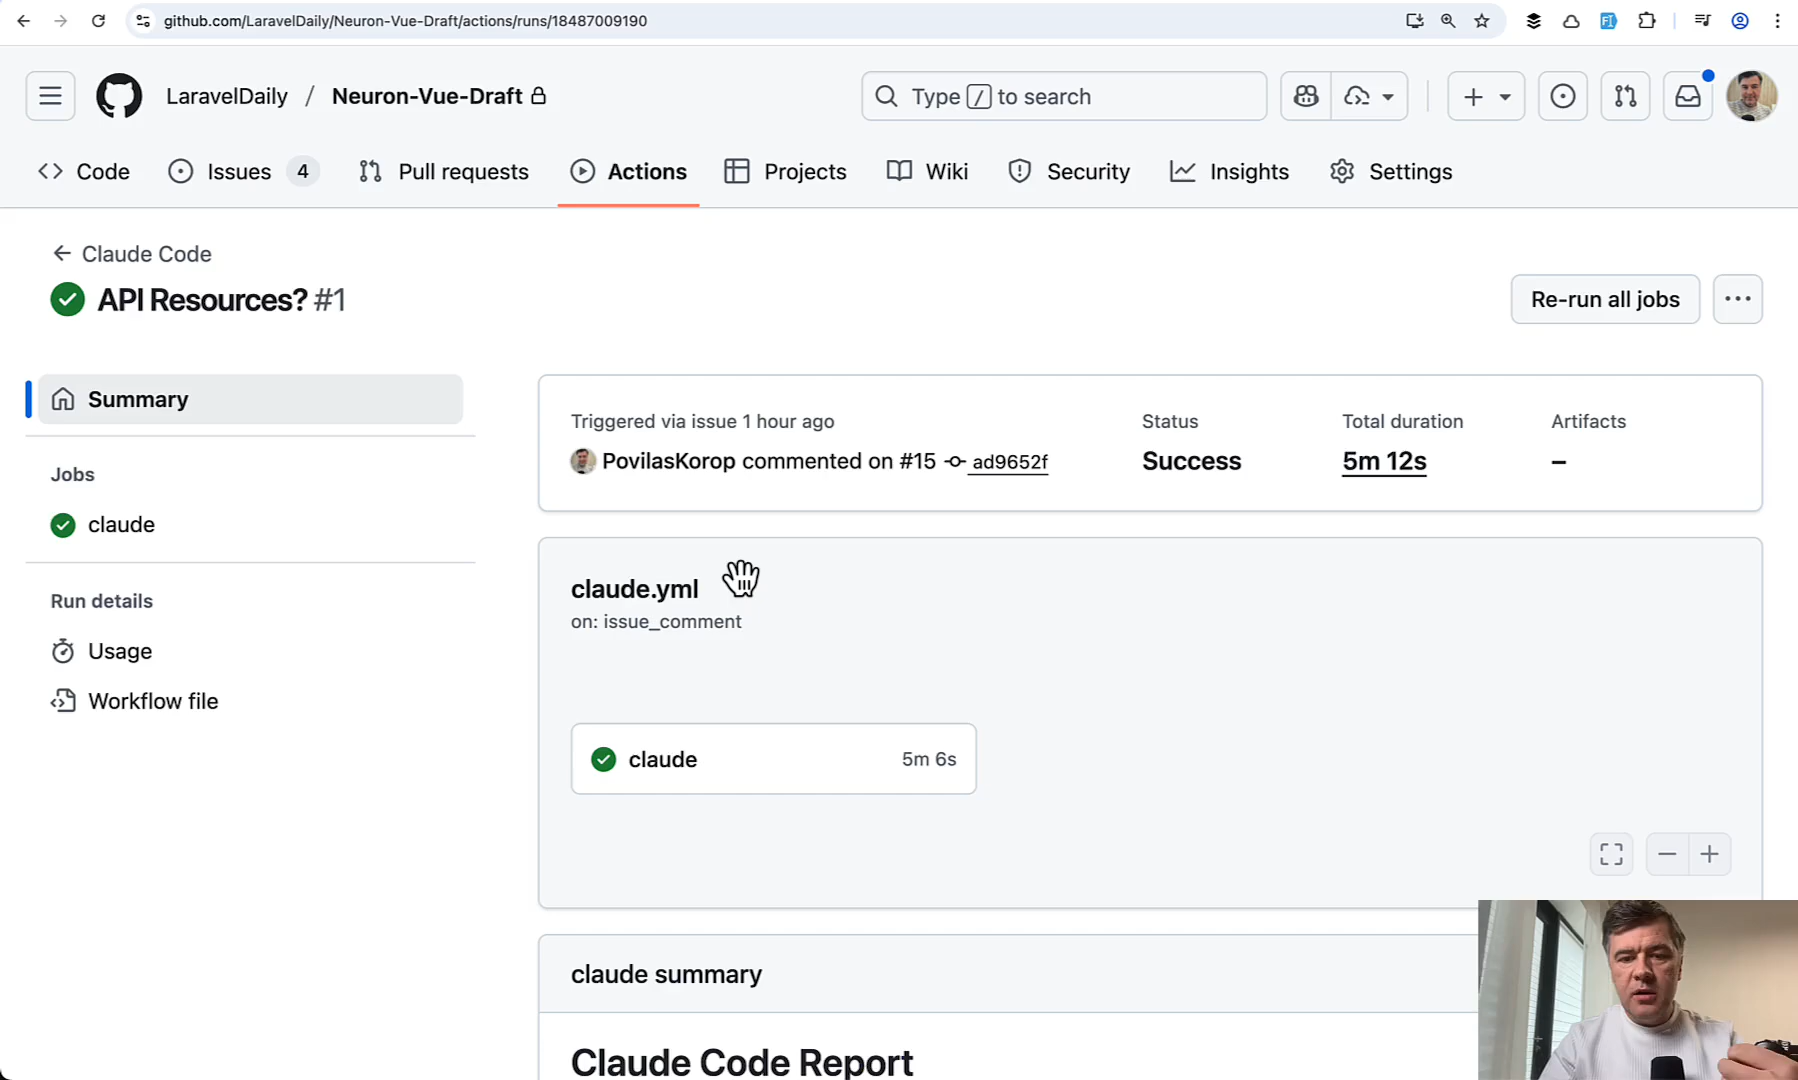 github.com/LaravelDaily/Neuron-Vue-Draft/actions/runs/18487009190
LaravelDaily / Neuron-Vue-Draft
Type / to search
Code
Issues 4
Pull requests
Actions
Projects
Wiki
Security
Insights
Settings
Claude Code
API Resources? #1
Re-run all jobs
Summary
Jobs
claude
Run details
Usage
Workflow file
Triggered via issue 1 hour ago
PovilasKorop commented on #15 ad9652f
Status
Success
Total duration
5m 12s
Artifacts
–
claude.yml
on: issue_comment
claude 5m 6s
claude summary
Claude Code Report